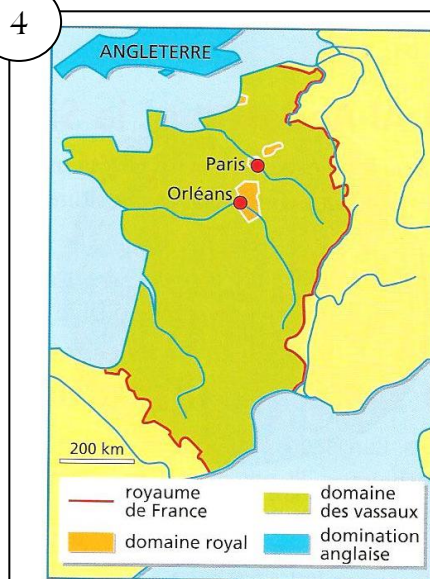 4
ANGLETERRE
Paris
Orléans
200 km
royaume
de France
domaine
des vassaux
domaine royal
domination
anglaise